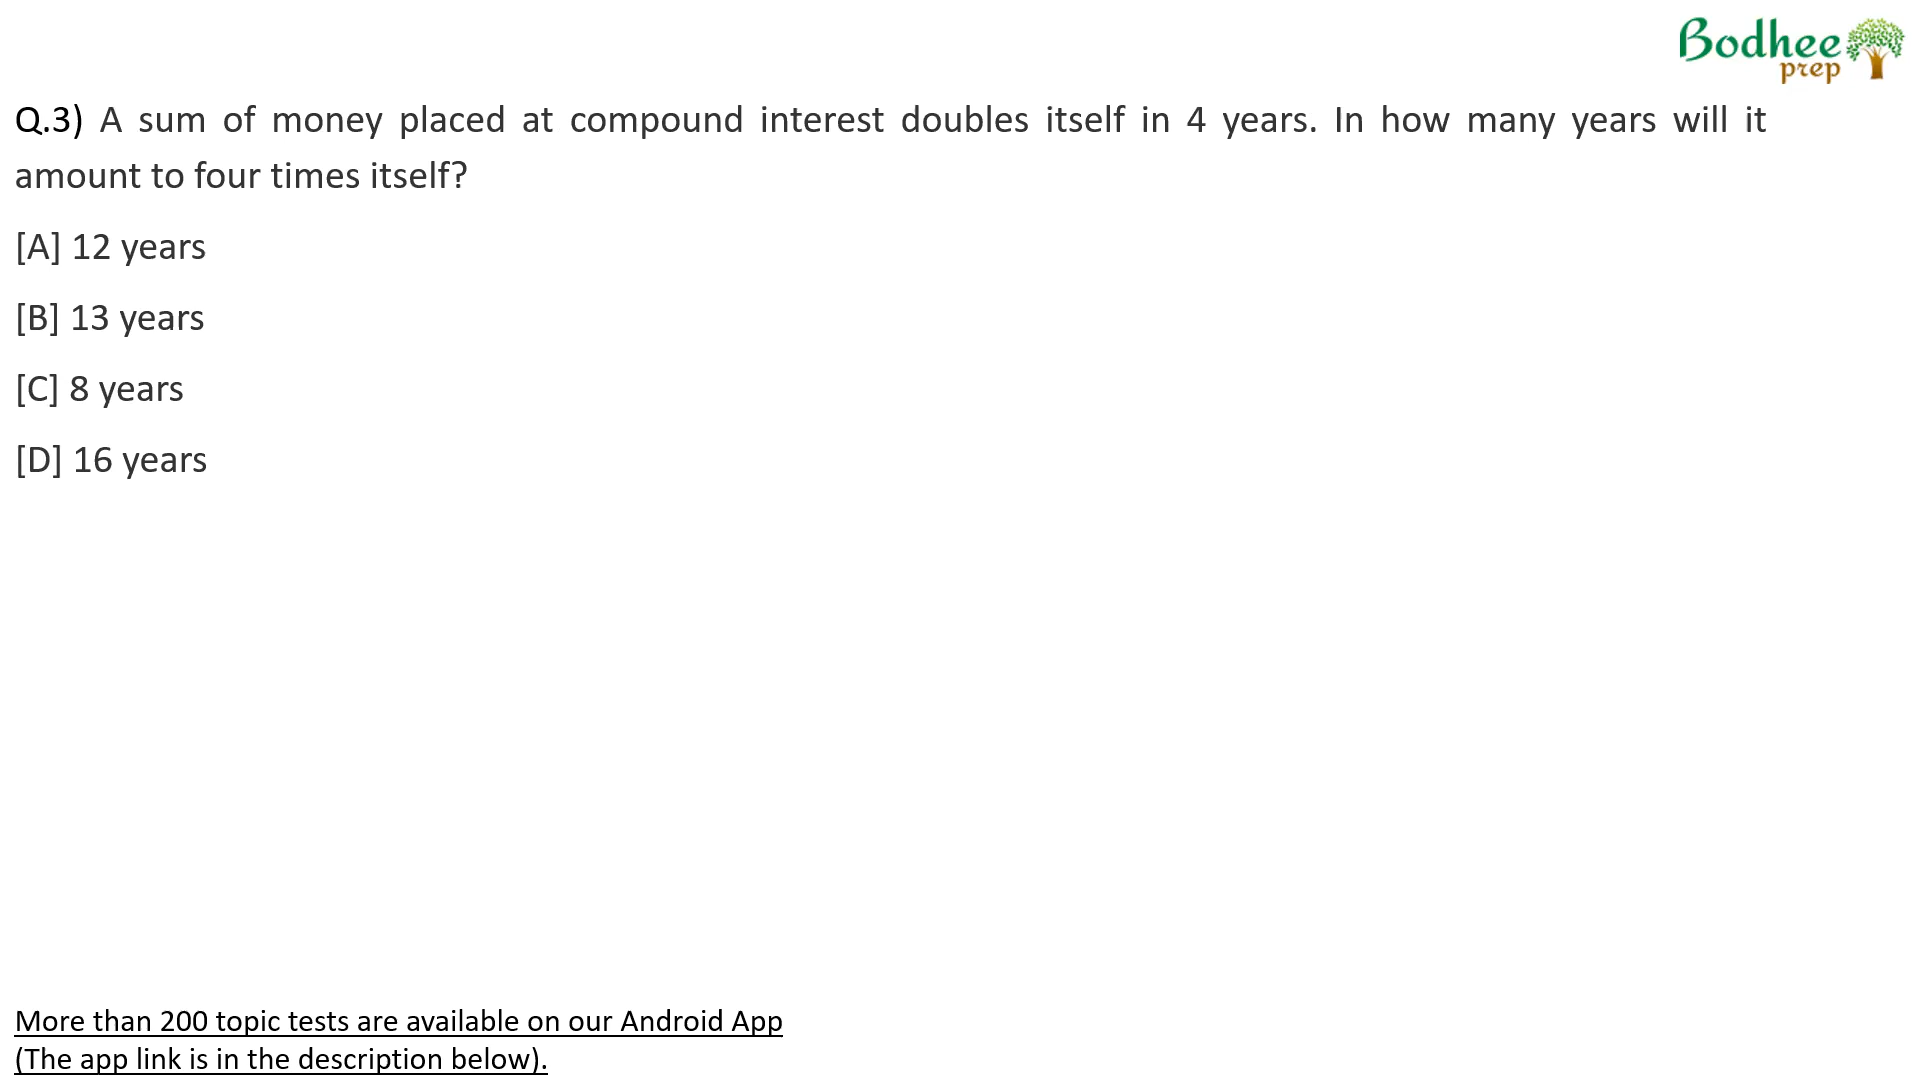 Bodhee
prep
Q.3) A sum of money placed at compound interest doubles itself in 4 years. In how many years will it
amount to four times itself?
[A] 12 years
[B] 13 years
[C] 8 years
[D] 16 years
More than 200 topic tests are available on our Android App
(The app link is in the description below).